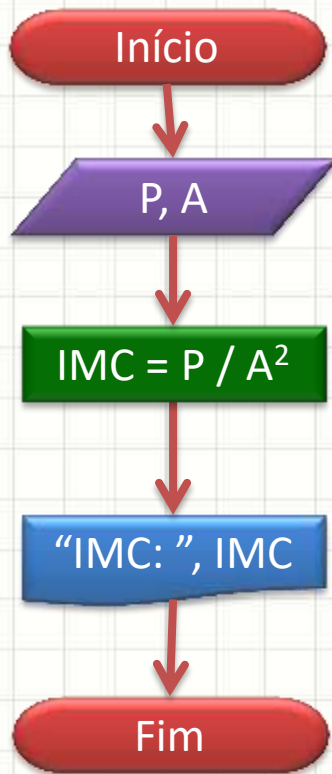 Início
P, A
IMC = P / A²
“IMC: ”, IMC
Fim